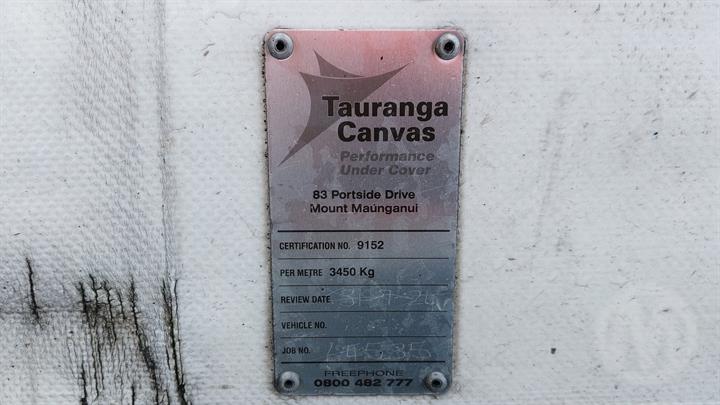 Tauranga
Canvas
Performance
Under Cover
83 Portside Drive
Mount Maunganui
CERTIFICATION NO. 9152
PER METRE 3450 Kg
REVIEW DATE
VEHICLE NO.
JOB NO.
FREEPHONE
0800 482 777